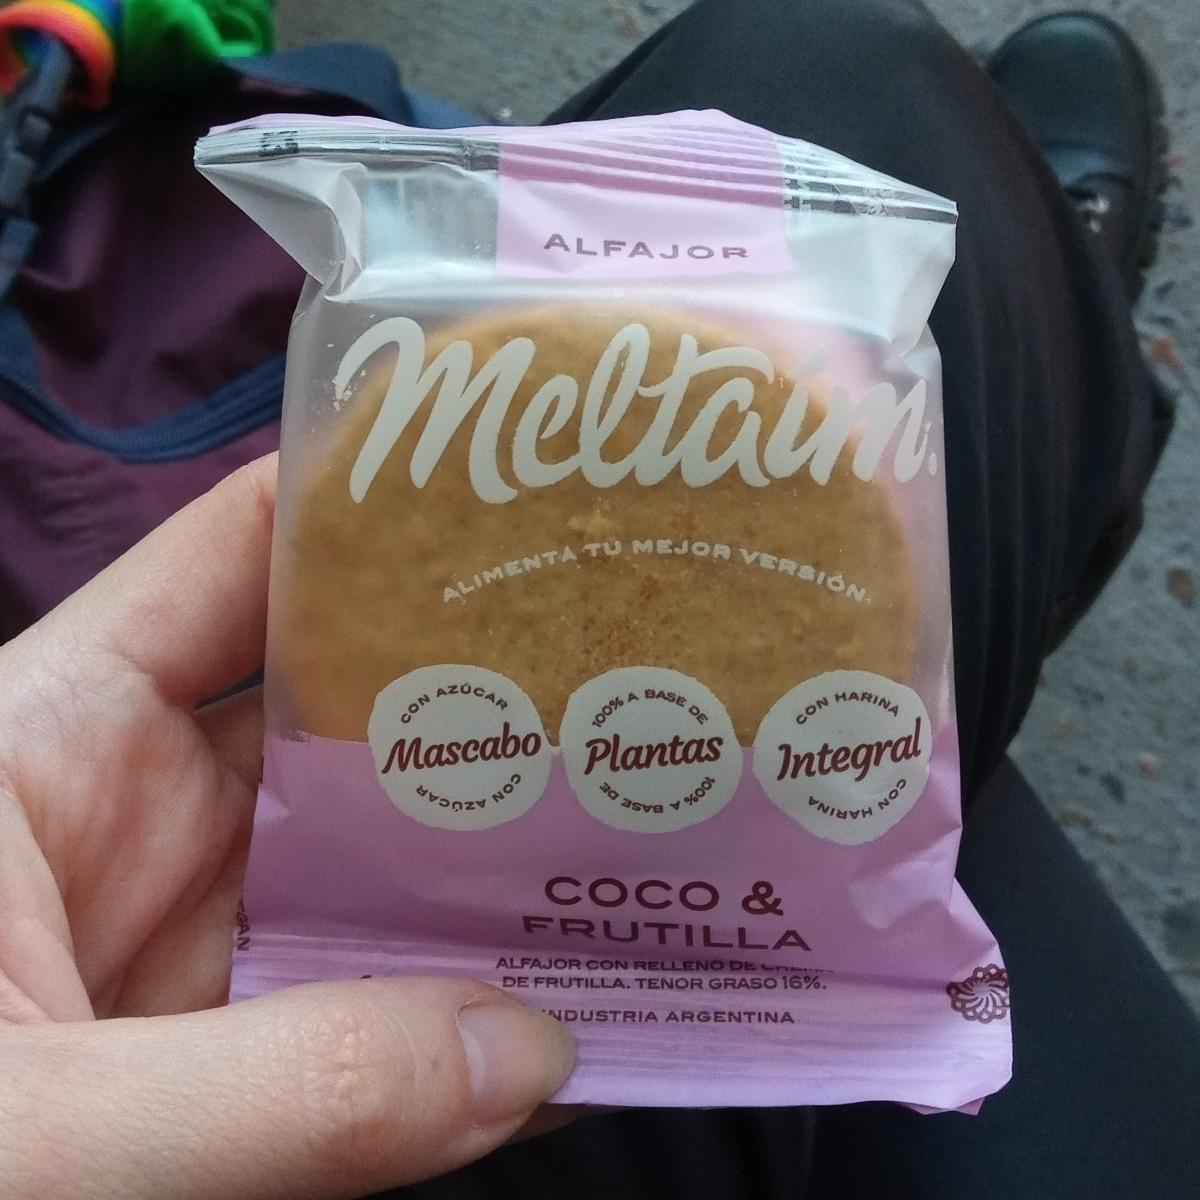 ALFAJOR
Meltaím.
ALIMENTA TU MEJOR VERSIÓN.
CON AZÚCAR
Mascabo
CON AZÚCAR
100% A BASE DE
Plantas
100% A BASE DE
CON HARINA
Integral
CON HARINA
COCO &
FRUTILLA
ALFAJOR CON RELLENO DE CREMA
DE FRUTILLA. TENOR GRASO 16%.
INDUSTRIA ARGENTINA